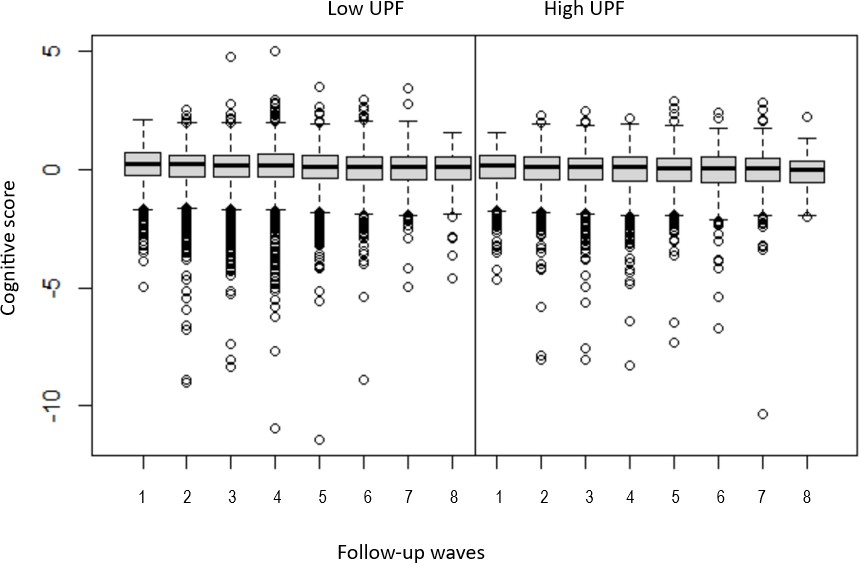 Low UPF High UPF
5
0
-5
-10
Cognitive score
1 2 3 4 5 6 7 8 1 2 3 4 5 6 7 8
Follow-up waves